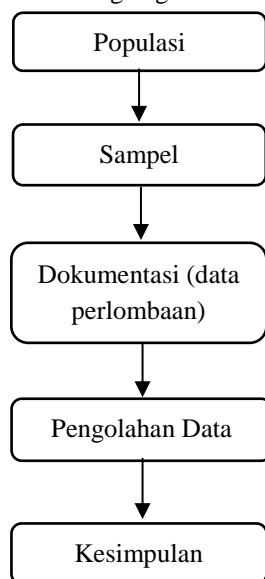 Populasi
Sampel
Dokumentasi (data
perlombaan)
Pengolahan Data
Kesimpulan